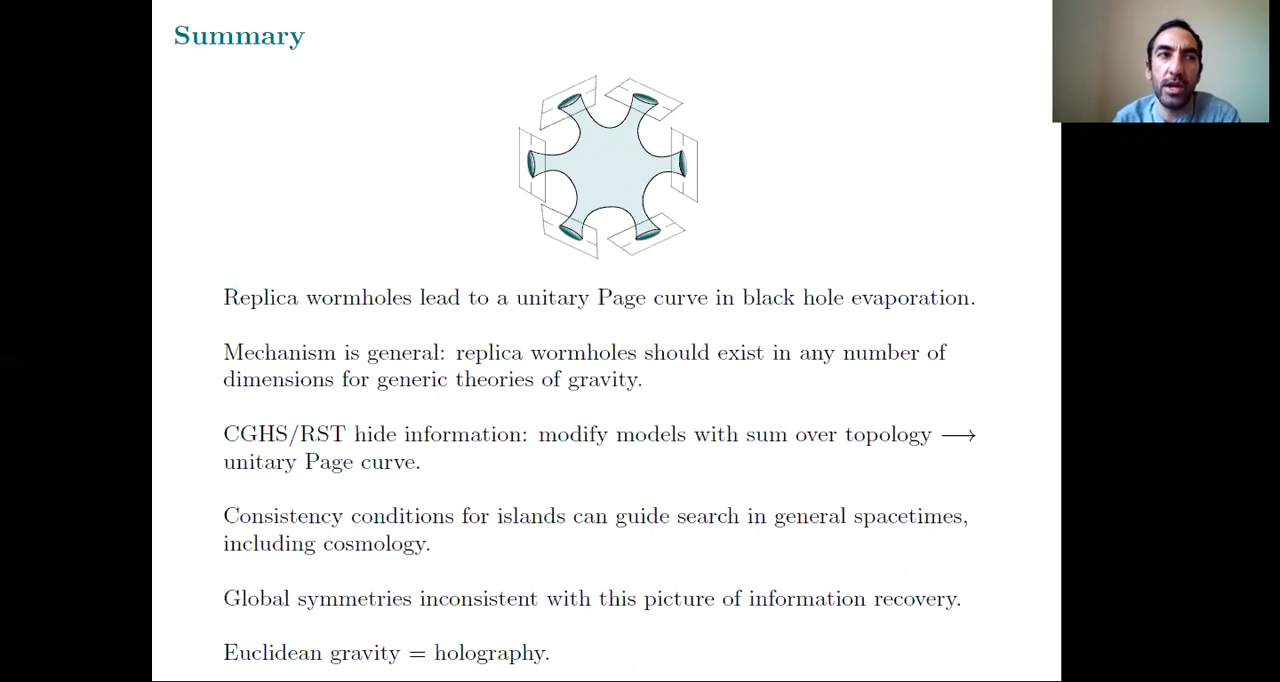 Summary
Replica wormholes lead to a unitary Page curve in black hole evaporation.
Mechanism is general: replica wormholes should exist in any number of
dimensions for generic theories of gravity.
CGHS/RST hide information: modify models with sum over topology ⟶
unitary Page curve.
Consistency conditions for islands can guide search in general spacetimes,
including cosmology.
Global symmetries inconsistent with this picture of information recovery.
Euclidean gravity = holography.